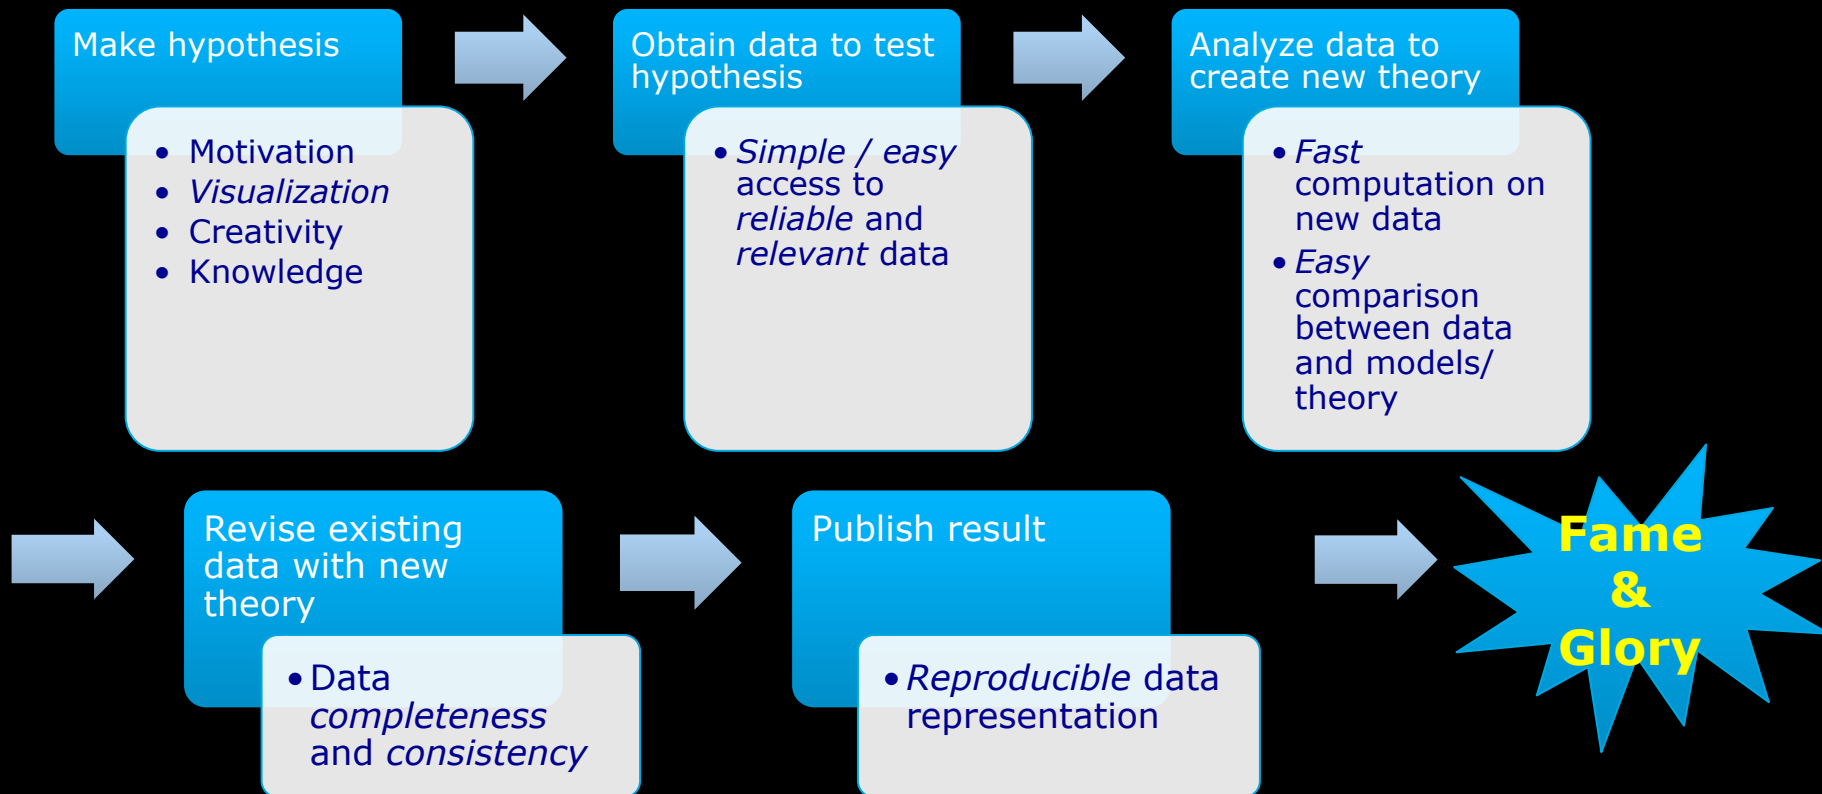 Make hypothesis
• Motivation
• Visualization
• Creativity
• Knowledge
Obtain data to test
hypothesis
• Simple / easy
access to
reliable and
relevant data
Analyze data to
create new theory
• Fast
computation on
new data
• Easy
comparison
between data
and models/
theory
Revise existing
data with new
theory
• Data
completeness
and consistency
Publish result
• Reproducible data
representation
Fame
&
Glory